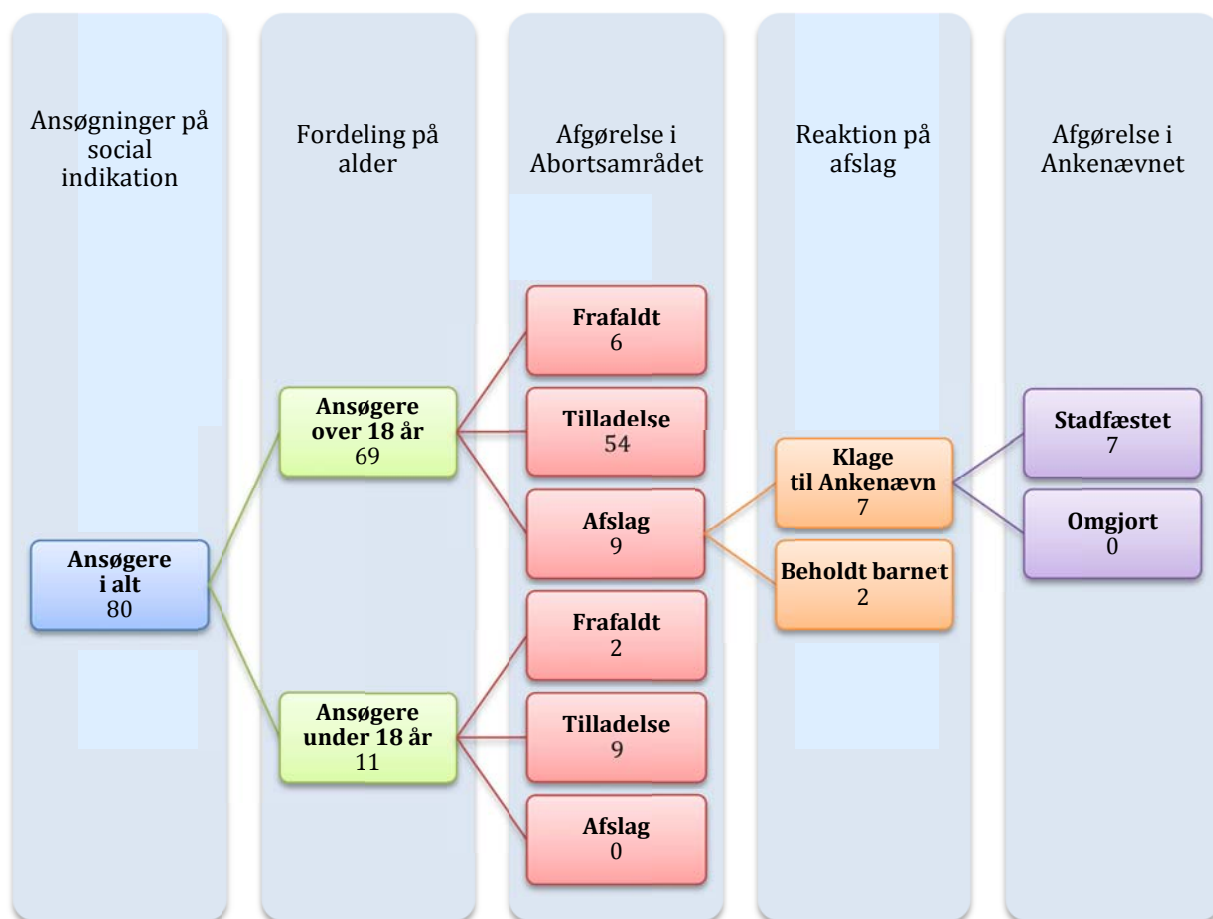 Ansøgninger på
social
indikation
Fordeling på
alder
Afgørelse i
Abortsamrådet
Reaktion på
afslag
Afgørelse i
Ankenævnet
Ansøgere
i alt
80
Ansøgere
over 18 år
69
Ansøgere
under 18 år
11
Frafaldt
6
Tilladelse
54
Afslag
9
Frafaldt
2
Tilladelse
9
Afslag
0
Klage
til Ankenævn
7
Beholdt barnet
2
Stadfæstet
7
Omgjort
0